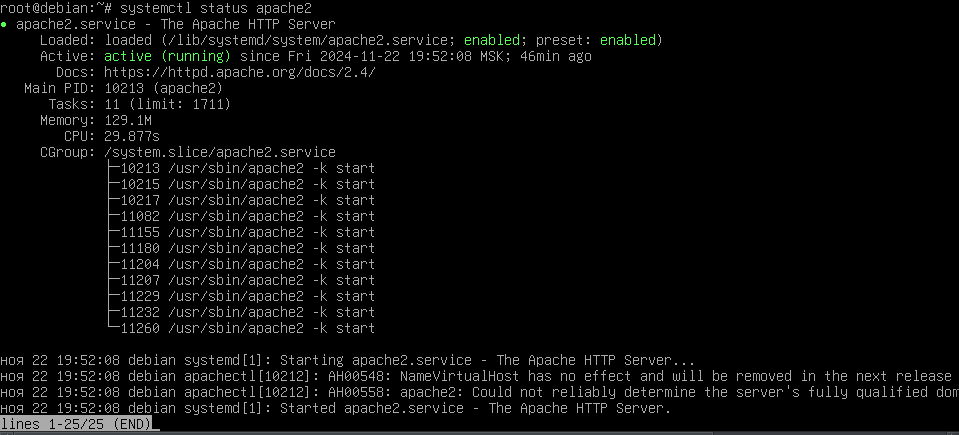 root@debian:~# systemctl status apache2
● apache2.service - The Apache HTTP Server
     Loaded: loaded (/lib/systemd/system/apache2.service; enabled; preset: enabled)
     Active: active (running) since Fri 2024-11-22 19:52:08 MSK; 46min ago
       Docs: https://httpd.apache.org/docs/2.4/
   Main PID: 10213 (apache2)
      Tasks: 11 (limit: 1711)
     Memory: 129.1M
        CPU: 29.877s
     CGroup: /system.slice/apache2.service
             ├─10213 /usr/sbin/apache2 -k start
             ├─10215 /usr/sbin/apache2 -k start
             ├─10217 /usr/sbin/apache2 -k start
             ├─11082 /usr/sbin/apache2 -k start
             ├─11155 /usr/sbin/apache2 -k start
             ├─11180 /usr/sbin/apache2 -k start
             ├─11204 /usr/sbin/apache2 -k start
             ├─11207 /usr/sbin/apache2 -k start
             ├─11229 /usr/sbin/apache2 -k start
             ├─11232 /usr/sbin/apache2 -k start
             └─11260 /usr/sbin/apache2 -k start
ноя 22 19:52:08 debian systemd[1]: Starting apache2.service - The Apache HTTP Server...
ноя 22 19:52:08 debian apachectl[10212]: AH00548: NameVirtualHost has no effect and will be removed in the next release
ноя 22 19:52:08 debian apachectl[10212]: AH00558: apache2: Could not reliably determine the server's fully qualified dom
ноя 22 19:52:08 debian systemd[1]: Started apache2.service - The Apache HTTP Server.
lines 1-25/25 (END)